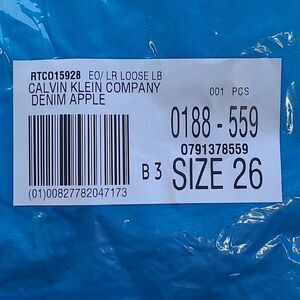 RTCO15928 EO/ LR LOOSE LB
CALVIN KLEIN COMPANY
DENIM APPLE
001 PCS
0188-559
0791378559
B 3 SIZE 26
(01)00827782047173